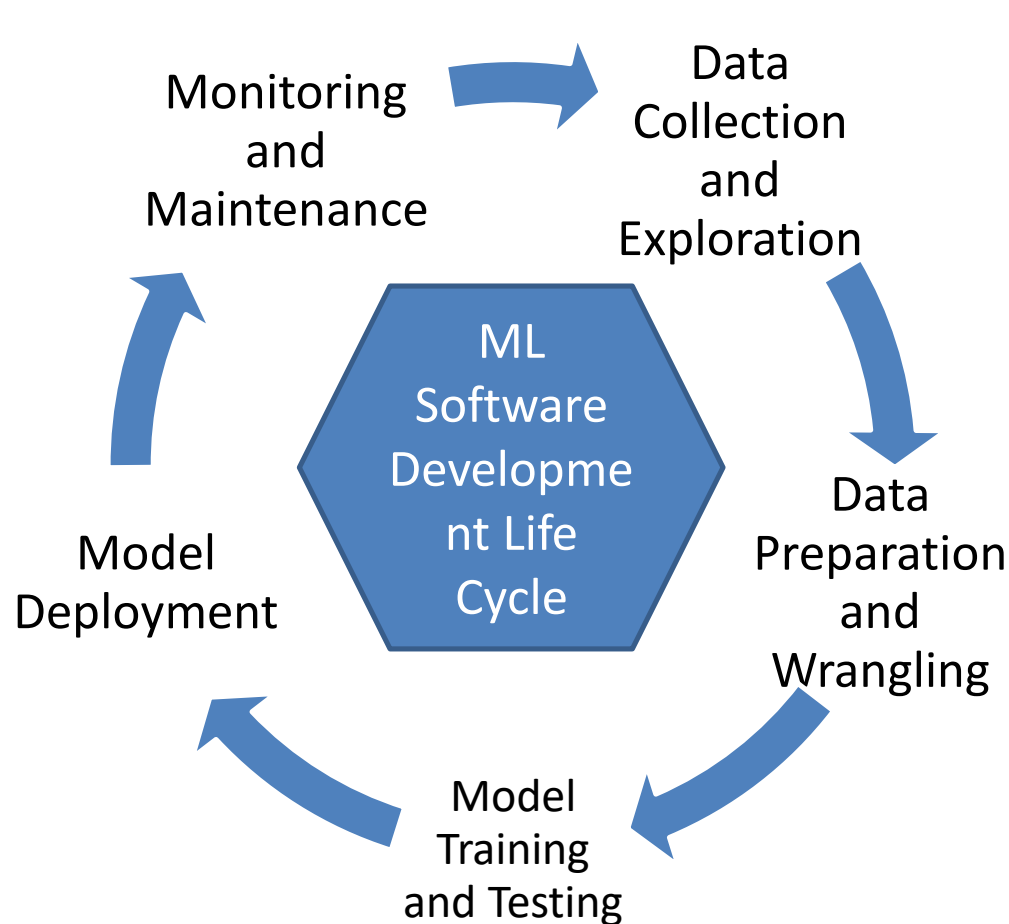 Monitoring
and
Maintenance
Data
Collection
and
Exploration
ML
Software
Developme
nt Life
Cycle
Data
Preparation
and
Wrangling
Model
Deployment
Model
Training
and Testing